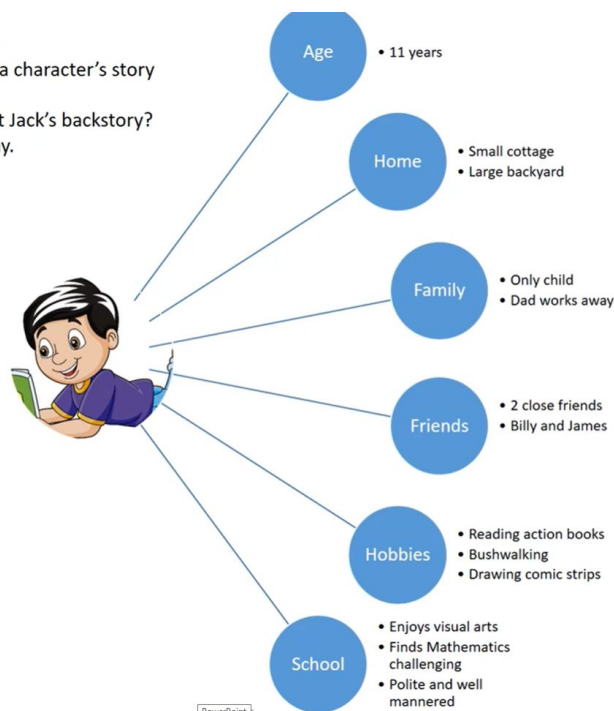 a character's story
t Jack's backstory?
y.
Age
• 11 years
Home
• Small cottage
• Large backyard
Family
• Only child
• Dad works away
Friends
• 2 close friends
• Billy and James
Hobbies
• Reading action books
• Bushwalking
• Drawing comic strips
School
• Enjoys visual arts
• Finds Mathematics
challenging
• Polite and well
mannered
PowerPoint